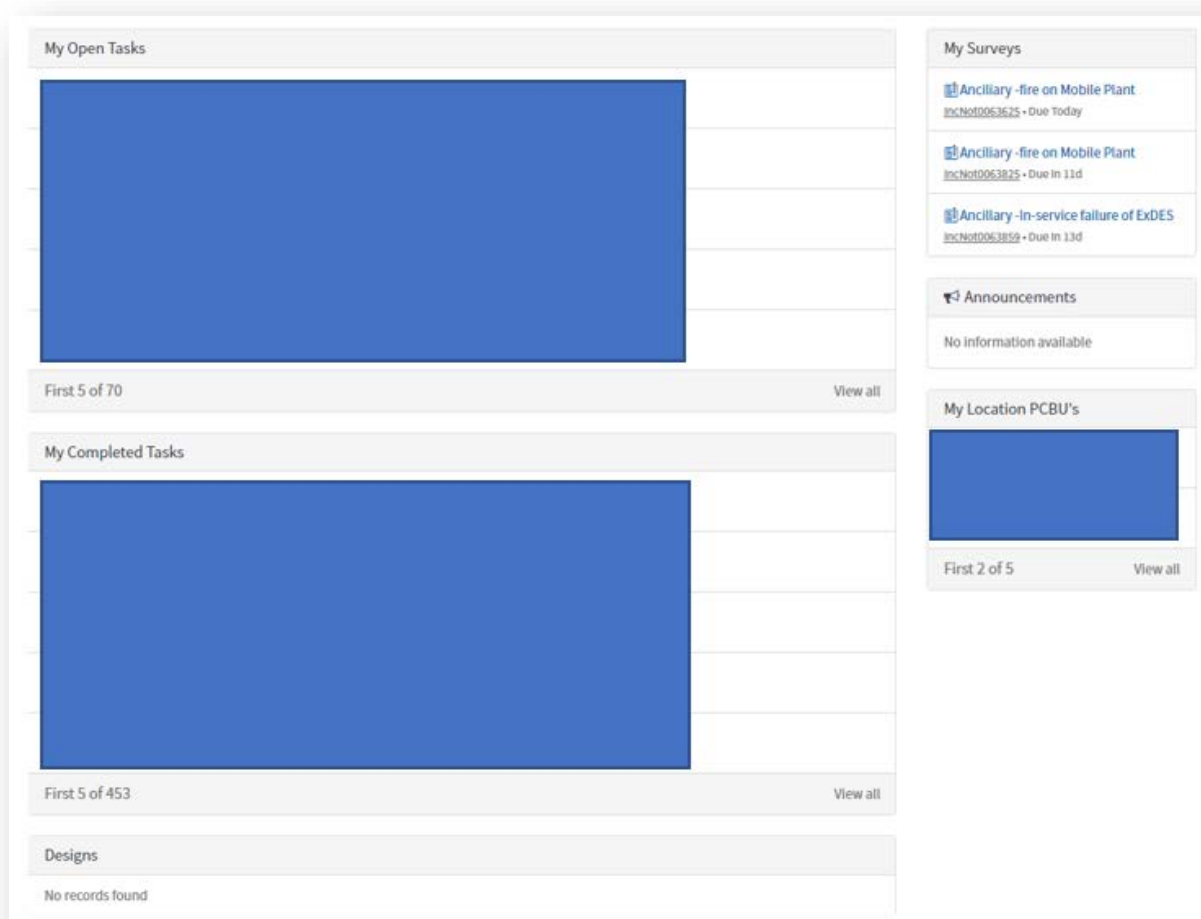 My Open Tasks
First 5 of 70 View all
My Completed Tasks
First 5 of 453 View all
Designs
No records found
My Surveys
Anciliary -fire on Mobile Plant
IncNot0063625 • Due Today
Anciliary -fire on Mobile Plant
IncNot0063825 • Due In 11d
Ancillary -In-service failure of ExDES
IncNot0063859 • Due In 13d
Announcements
No information available
My Location PCBU's
First 2 of 5 View all